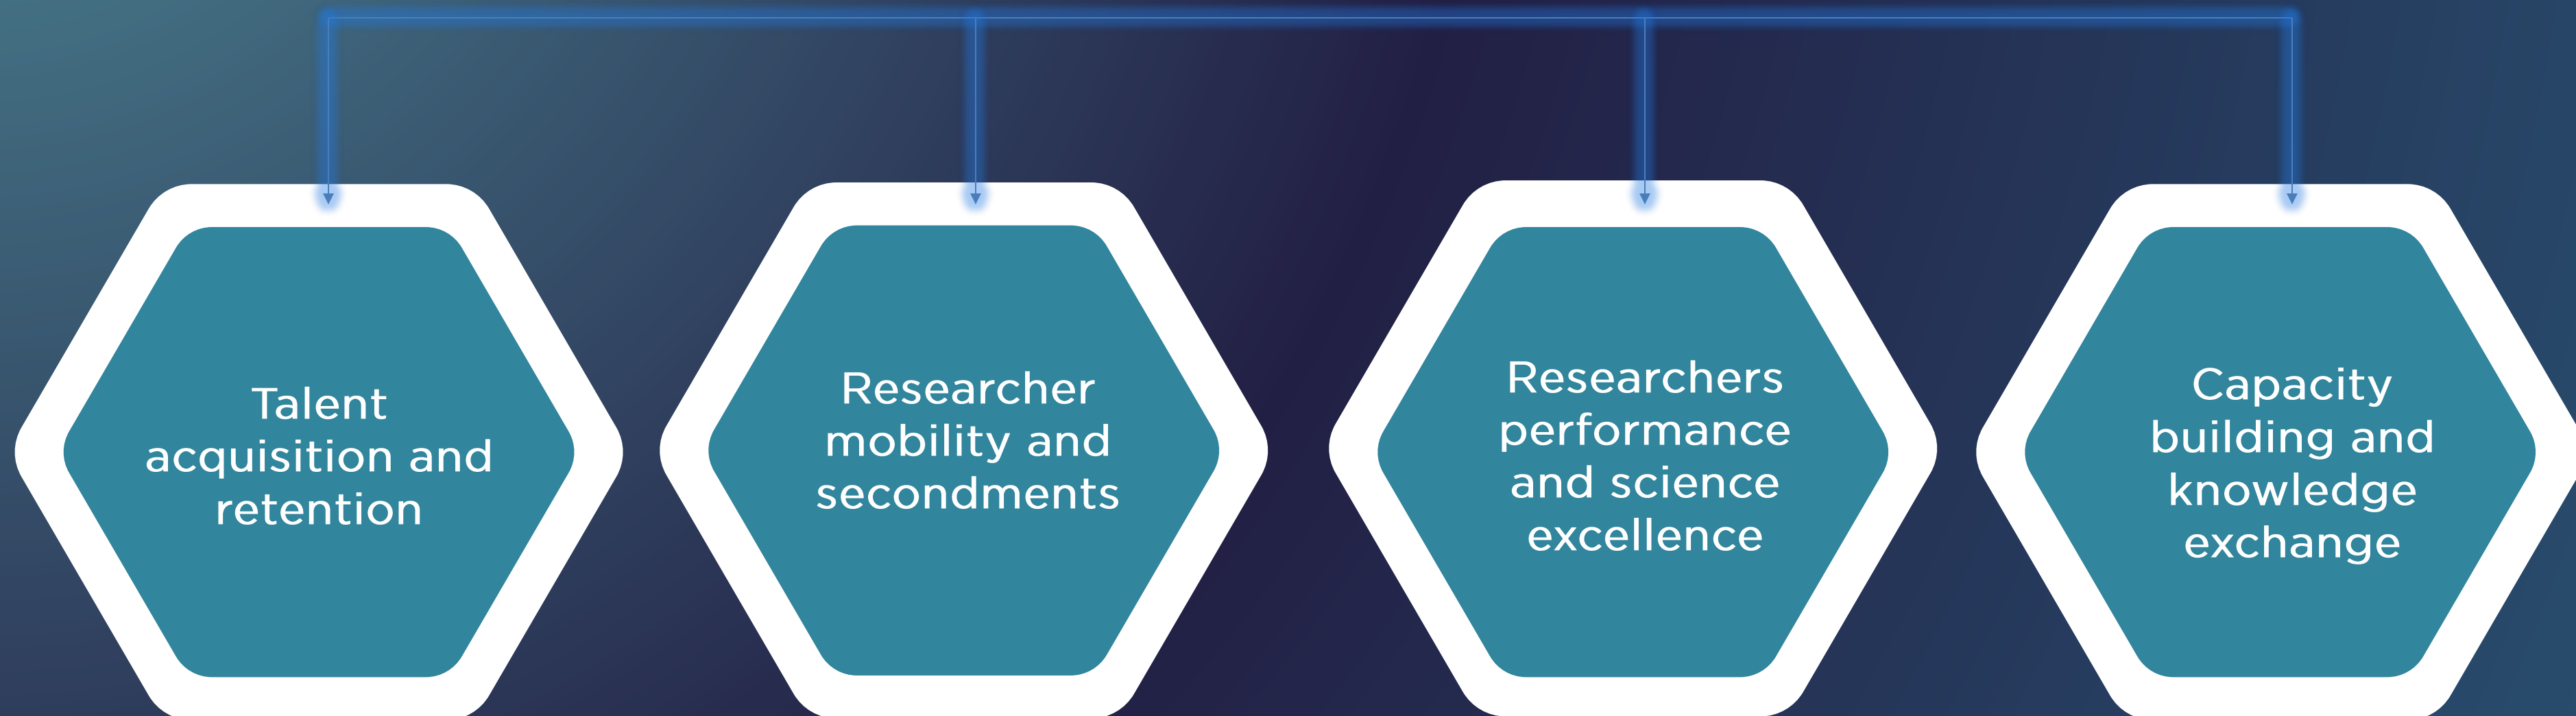 Talent
acquisition and
retention
Researcher
mobility and
secondments
Researchers
performance
and science
excellence
Capacity
building and
knowledge
exchange